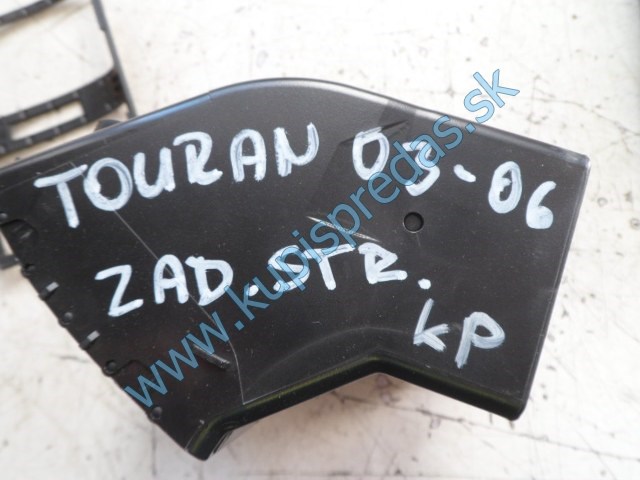 TOURAN 03-06
ZAD. STR.
KP
www.kupispredas.sk